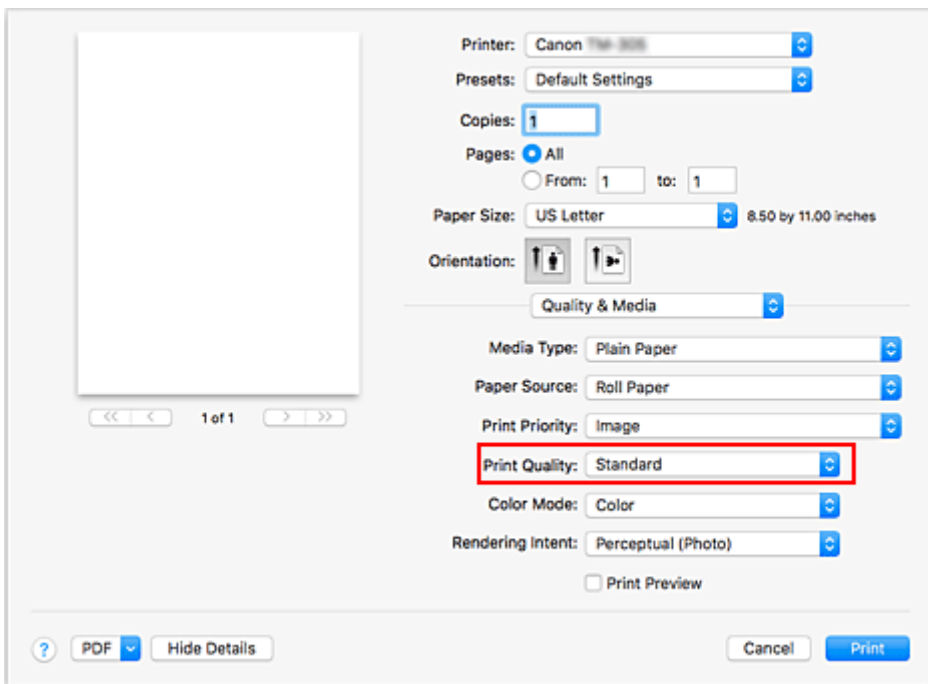 Printer: Canon
Presets: Default Settings
Copies: 1
Pages: All
From: 1 to: 1
Paper Size: US Letter 8.50 by 11.00 inches
Orientation:
Quality & Media
Media Type: Plain Paper
Paper Source: Roll Paper
1 of 1
Print Priority: Image
Print Quality: Standard
Color Mode: Color
Rendering Intent: Perceptual (Photo)
Print Preview
? PDF Hide Details Cancel Print